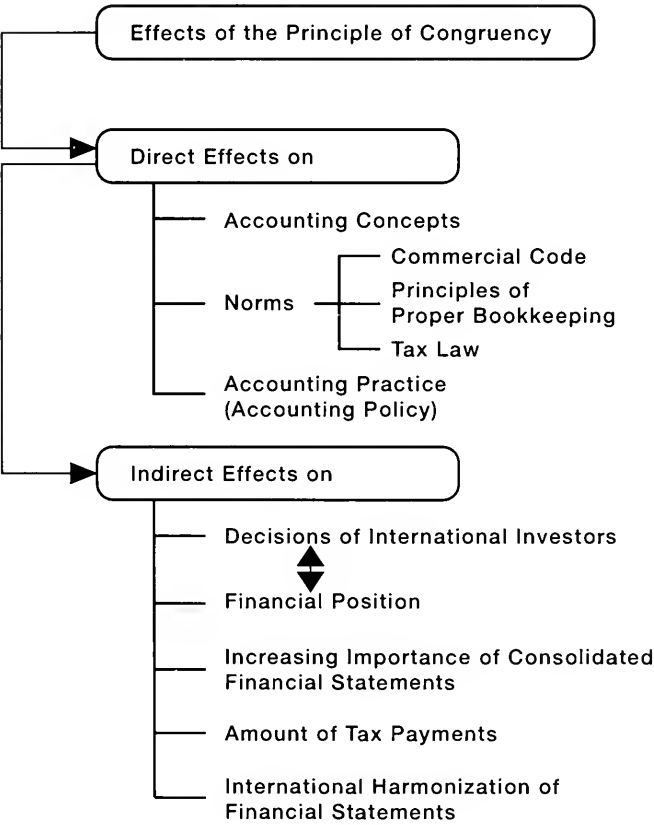 Effects of the Principle of Congruency
Direct Effects on
Accounting Concepts
Norms
Commercial Code
Principles of
Proper Bookkeeping
Tax Law
Accounting Practice
(Accounting Policy)
Indirect Effects on
Decisions of International Investors
Financial Position
Increasing Importance of Consolidated
Financial Statements
Amount of Tax Payments
International Harmonization of
Financial Statements